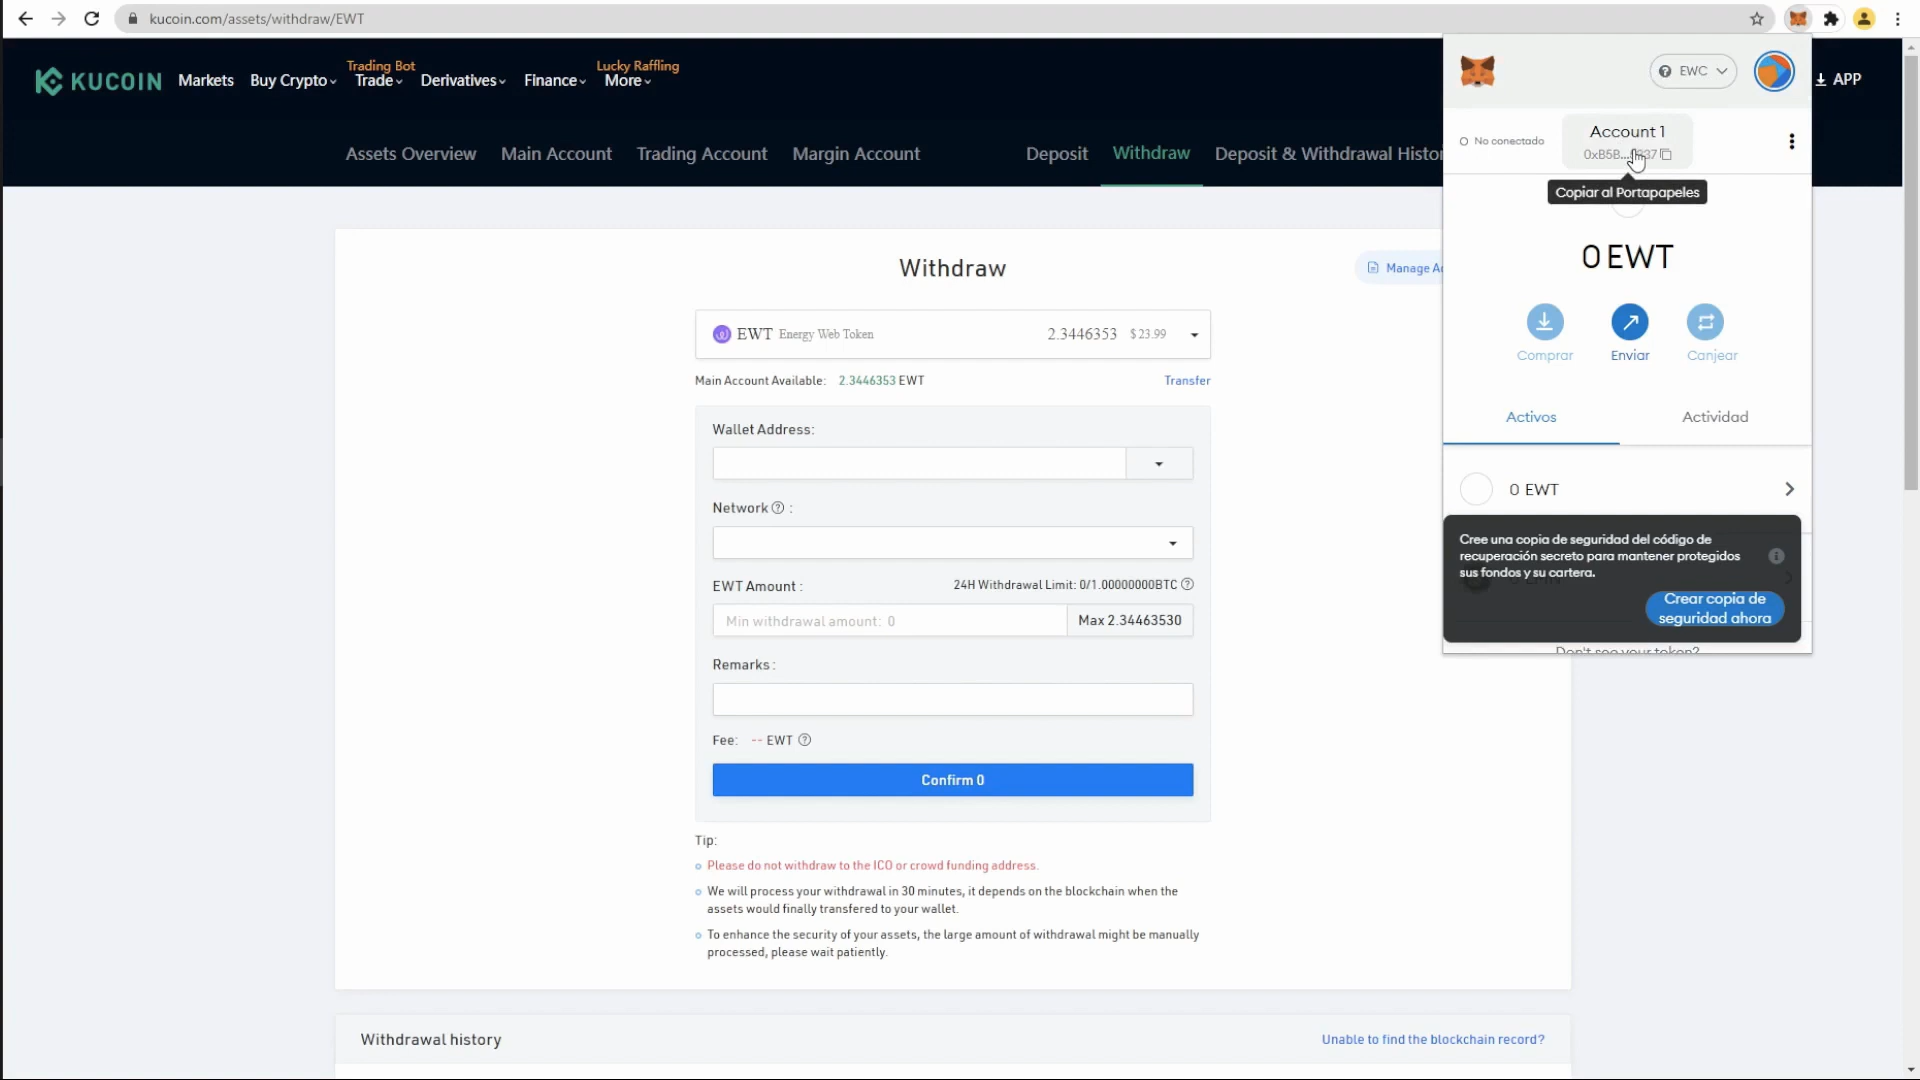 kucoin.com/assets/withdraw/EWT
KUCOIN
Markets
Buy Crypto
Trading Bot
Trade
Derivatives
Finance
Lucky Raffling
More
APP
Assets Overview
Main Account
Trading Account
Margin Account
Deposit
Withdraw
Deposit & Withdrawal Histor
Withdraw
Manage Ad
EWT Energy Web Token 2.3446353 $ 23.99
Main Account Available: 2.3446353 EWT
Transfer
Wallet Address:
Network ? :
EWT Amount :
24H Withdrawal Limit: 0/1.00000000BTC ?
Min withdrawal amount: 0
Max 2.34463530
Remarks :
Fee: -- EWT ?
Confirm 0
Tip:
Please do not withdraw to the ICO or crowd funding address.
We will process your withdrawal in 30 minutes, it depends on the blockchain when the
assets would finally transfered to your wallet.
To enhance the security of your assets, the large amount of withdrawal might be manually
processed, please wait patiently.
Withdrawal history
Unable to find the blockchain record?
? EWC
No conectado
Account 1
Copiar al Portapapeles
0 EWT
Comprar
Enviar
Canjear
Activos
Actividad
0 EWT
Cree una copia de seguridad del código de
recuperación secreto para mantener protegidos
sus fondos y su cartera.
Crear copia de
seguridad ahora
Don't see your token?